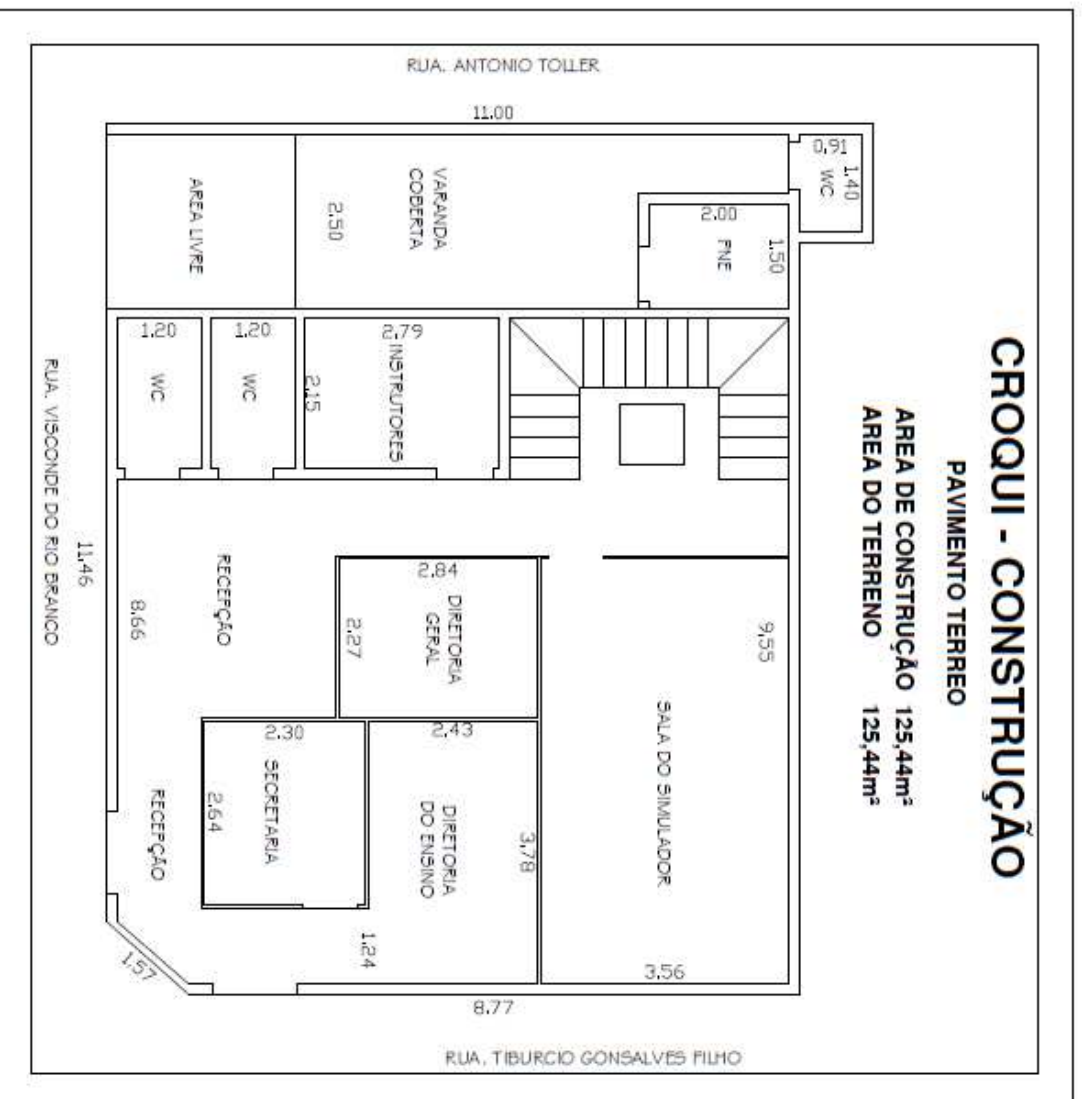 CROQUI - CONSTRUÇÃO
PAVIMENTO TERREO
AREA DE CONSTRUÇÃO 125,44m²
AREA DO TERRENO 125,44m²
RUA. ANTONIO TOLLER
11.00
0,91
1.40
WC
AREA LIVRE
2.50
VARANDA
COBERTA
2.00
PNE
1.50
1.20
WC
1.20
WC
2.79
INSTRUTORES
2.15
RUA. VISCONDE DO RIO BRANCO
11.46
8.66
RECEPÇÃO
2.84
DIRETORIA
GERAL
2.27
9,55
SALA DO SIMULADOR
2.30
SECRETARIA
2.64
2.43
DIRETORIA
DO ENSINO
3.78
RECEPÇÃO
1.24
1,57
3.56
8.77
RUA. TIBURCIO GONSALVES FILHO